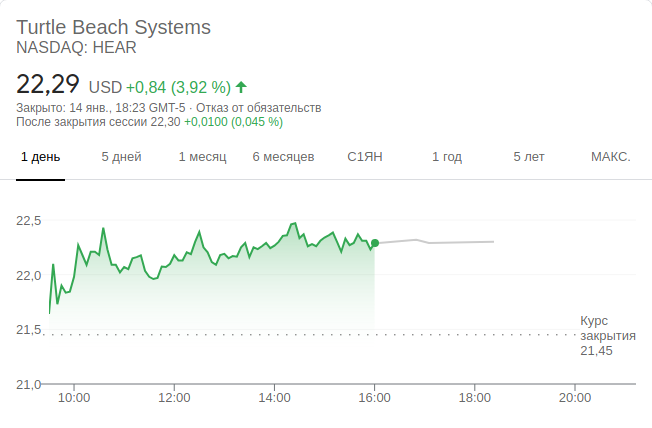 Turtle Beach Systems
NASDAQ: HEAR
22,29 USD +0,84 (3,92 %)
Закрыто: 14 янв., 18:23 GMT-5 · Отказ от обязательств
После закрытия сессии 22,30 +0,0100 (0,045 %)
1 день 5 дней 1 месяц 6 месяцев С1ЯН 1 год 5 лет МАКС.
22,5
22,0
21,5
Курс
закрытия
21,45
21,0
10:00 12:00 14:00 16:00 18:00 20:00